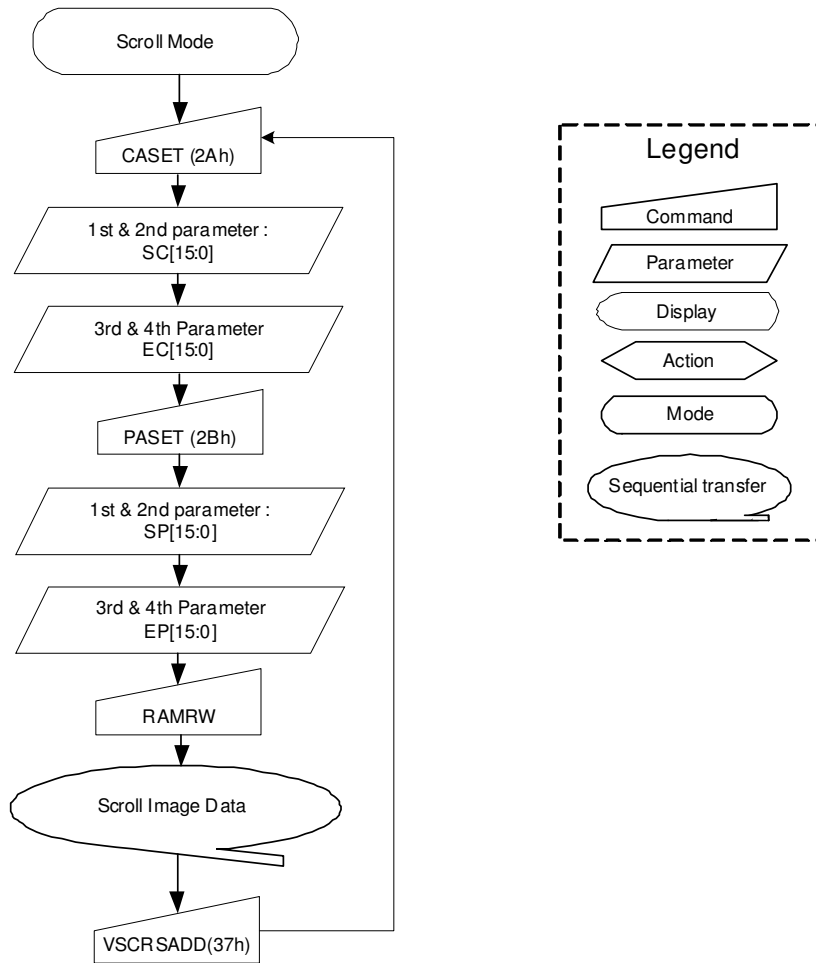 Scroll Mode
CASET (2Ah)
1st & 2nd parameter :
SC[15:0]
3rd & 4th Parameter
EC[15:0]
PASET (2Bh)
1st & 2nd parameter :
SP[15:0]
3rd & 4th Parameter
EP[15:0]
RAMRW
Scroll Image Data
VSCRSADD(37h)
Legend
Command
Parameter
Display
Action
Mode
Sequential transfer